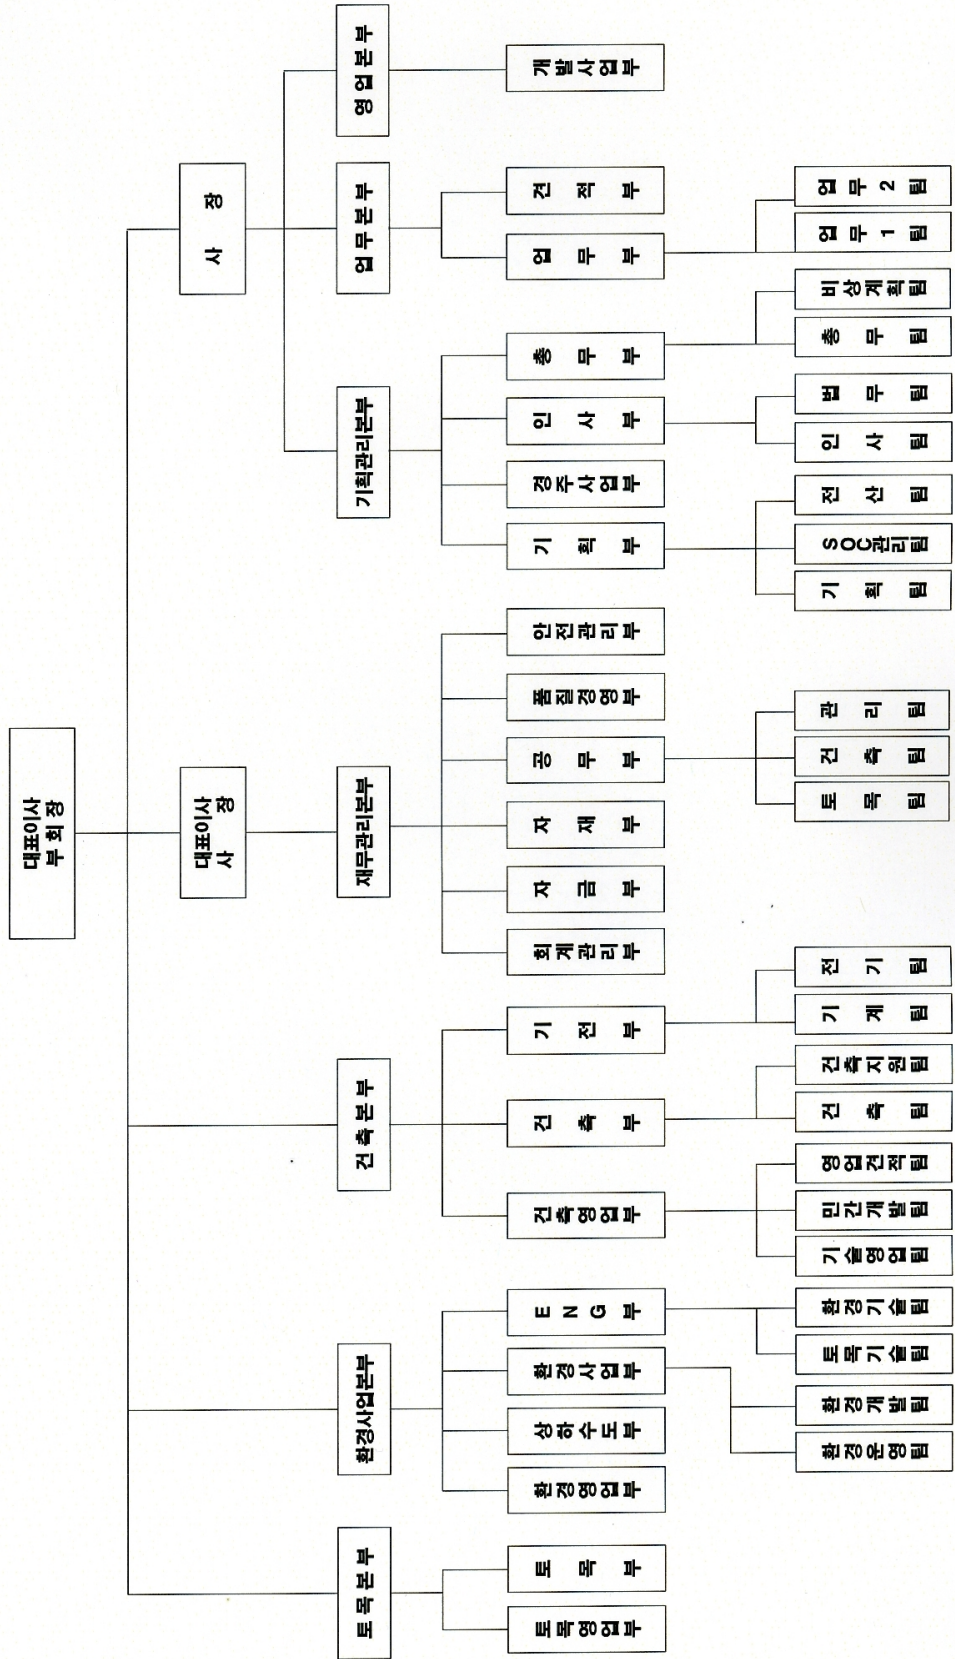 대표이사
부 회 장
대표이사
사 장
사 장
토 목 본 부
환경사업본부
건 축 본 부
재무관리본부
기획관리본부
업 무 본 부
영 업 본 부
토목영업부
토 목 부
환경영업부
상하수도부
환경사업부
E N G 부
건축영업부
건 축 부
기 전 부
회계관리부
자 금 부
자 재 부
공 무 부
품질경영부
안전관리부
기 획 부
경주사업부
인 사 부
총 무 부
업 무 부
견 적 부
개발사업부
환경운영팀
환경개발팀
토목기술팀
환경기술팀
기술영업팀
민간개발팀
영업견적팀
건 축 팀
건축지원팀
기 계 팀
전 기 팀
토 목 팀
건 축 팀
관 리 팀
기 획 팀
SOC관리팀
전 산 팀
인 사 팀
법 무 팀
총 무 팀
비상계획팀
업 무 1 팀
업 무 2 팀